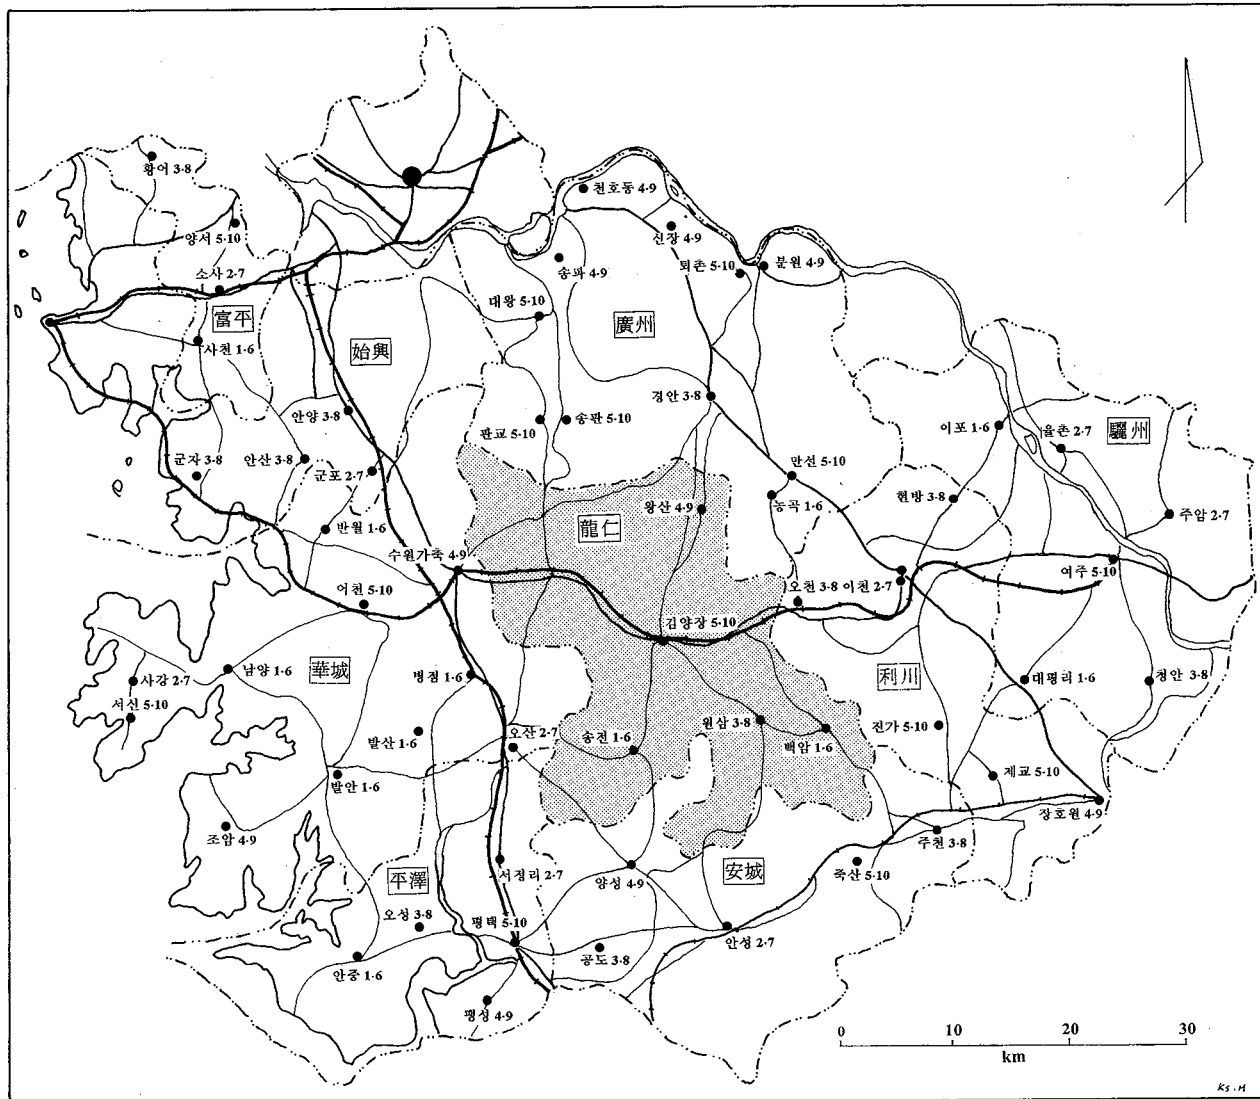 황어 3·8
천호동 4·9
양서 5·10
신장 4·9
송파 4·9
퇴촌 5·10
분원 4·9
소사 2·7
대왕 5·10
富平
廣州
사천 1·6
始興
경안 3·8
안양 3·8
판교 5·10
송판 5·10
이포 1·6
율촌 2·7
驪州
군자 3·8
안산 3·8
군포 2·7
만선 5·10
농곡 1·6
현방 3·8
왕산 4·9
주암 2·7
반월 1·6
龍仁
수원가축 4·9
여주 5·10
어천 5·10
오천 3·8
이천 2·7
김양장 5·10
남양 1·6
華城
병점 1·6
사강 2·7
利川
대평리 1·6
청안 3·8
서신 5·10
원삼 3·8
백암 1·6
진가 5·10
발산 1·6
오산 2·7
송전 1·6
발안 1·6
제교 5·10
장호원 4·9
조암 4·9
주천 3·8
平澤
서정리 2·7
양성 4·9
安城
죽산 5·10
오성 3·8
평택 5·10
안성 2·7
안중 1·6
공도 3·8
팽성 4·9
0 10 20 30
km
KS.M